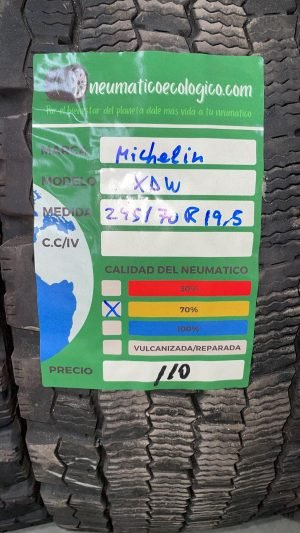 neumaticoecologico.com
Por el bienestar del planeta dale más vida a tu neumático
MARCA Michelin
MODELO XDW
MEDIDA 245/70 R 19,5
C.C/IV
CALIDAD DEL NEUMATICO
50%
X 70%
100%
VULCANIZADA/REPARADA
PRECIO 110